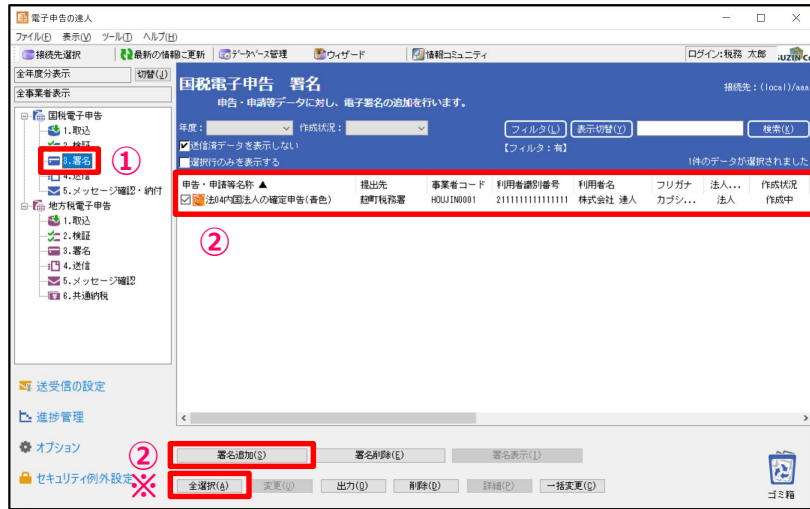 電子申告の達人
ファイル(F) 表示(V) ツール(T) ヘルプ(H)
接続先選択 最新の情報に更新 データベース管理 ウィザード 情報コミュニティ ログイン:税務 太郎
全年度分表示 切替(J)
全事業者表示
国税電子申告
1.取込
2.検証
3.署名
①
4.送信
5.メッセージ確認・納付
地方税電子申告
1.取込
2.検証
3.署名
4.送信
5.メッセージ確認
6.共通納税
送受信の設定
進捗管理
オプション
セキュリティ例外設定
国税電子申告 署名
接続先:(local)/aaa
申告・申請等データに対し、電子署名の追加を行います。
年度: 作成状況: フィルタ(L) 表示切替(Y) 検索(K)
送信済データを表示しない 【フィルタ:有】
選択行のみを表示する 1件のデータが選択されました
申告・申請等名称 ▲ 提出先 事業者コード 利用者識別番号 利用者名 フリガナ 法人... 作成状況
法04内国法人の確定申告(青色) 麹町税務署 HOUJIN0001 2111111111111111 株式会社 達人 カブシ... 法人 作成中
②
② 署名追加(S) 署名削除(E) 署名表示(I)
※ 全選択(A) 変更(U) 出力(O) 削除(D) 詳細(P) 一括変更(C)
ゴミ箱